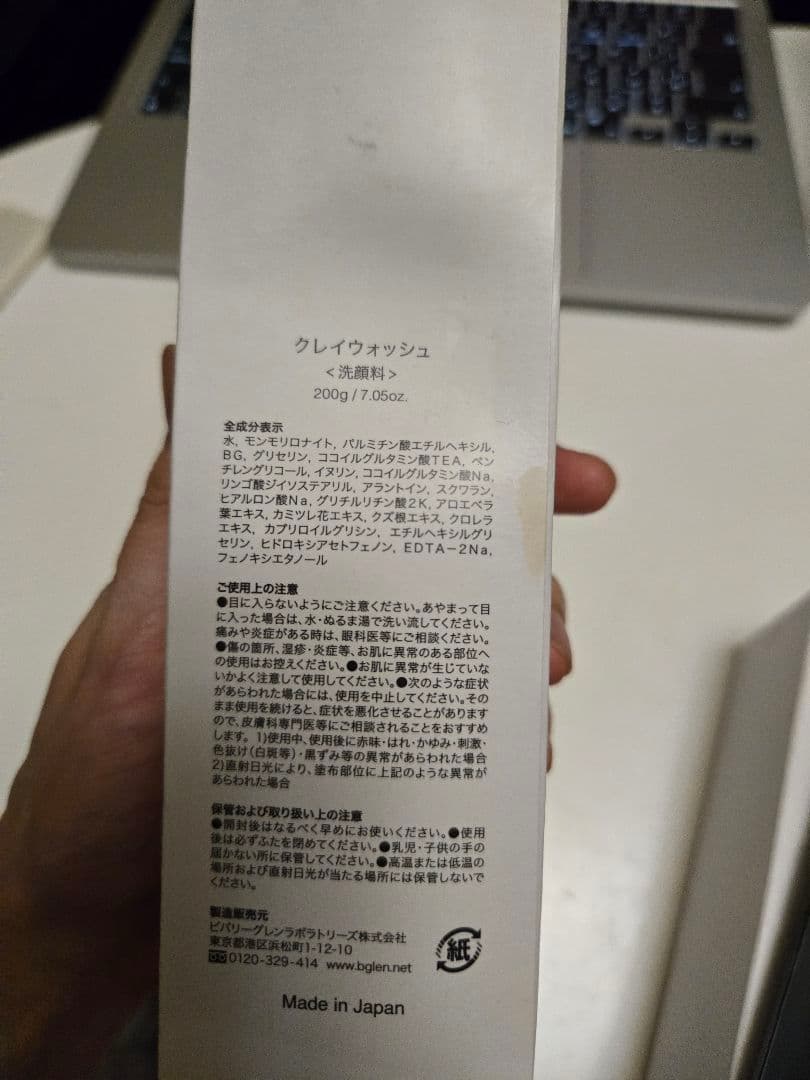 クレイウォッシュ
<洗顔料>
200g / 7.05oz.
全成分表示
水, モンモリロナイト, パルミチン酸エチルヘキシル,
BG, グリセリン, ココイルグルタミン酸TEA, ペン
チレングリコール, イヌリン, ココイルグルタミン酸Na,
リンゴ酸ジイソステアリル, アラントイン, スクワラン,
ヒアルロン酸Na, グリチルリチン酸2K, アロエベラ
葉エキス, カミツレ花エキス, クズ根エキス, クロレラ
エキス, カプリロイルグリシン, エチルヘキシルグリ
セリン, ヒドロキシアセトフェノン, EDTA－2Na,
フェノキシエタノール
ご使用上の注意
●目に入らないようにご注意ください。あやまって目
に入った場合は、水・ぬるま湯で洗い流してください。
痛みや炎症がある時は、眼科医等にご相談ください。
●傷の箇所、湿疹・炎症等、お肌に異常のある部位へ
の使用はお控えください。●お肌に異常が生じていな
いかよく注意して使用してください。●次のような症状
があらわれた場合には、使用を中止してください。その
まま使用を続けると、症状を悪化させることがあります
ので、皮膚科専門医等にご相談されることをおすすめ
します。1)使用中、使用後に赤味・はれ・かゆみ・刺激・
色抜け(白斑等)・黒ずみ等の異常があらわれた場合
2)直射日光により、塗布部位に上記のような異常が
あらわれた場合
保管および取り扱い上の注意
●開封後はなるべく早めにお使いください。●使用
後は必ずふたを閉めてください。●乳児・子供の手の
届かない所に保管してください。●高温または低温の
場所および直射日光が当たる場所には保管しないで
ください。
製造販売元
ビバリーグレンラボラトリーズ株式会社
東京都港区浜松町1-12-10
0120-329-414 www.bglen.net
紙
Made in Japan